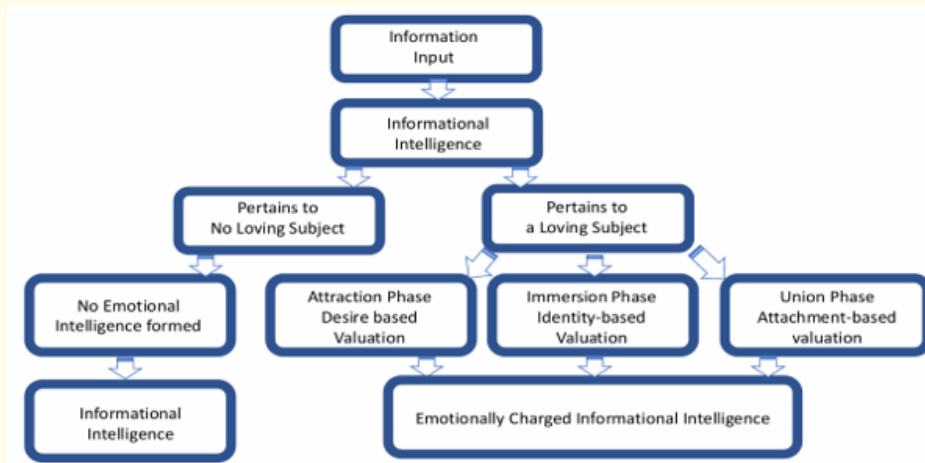 Information
Input
Informational
Intelligence
Pertains to
No Loving Subject
Pertains to
a Loving Subject
No Emotional
Intelligence formed
Attraction Phase
Desire based
Valuation
Immersion Phase
Identity-based
Valuation
Union Phase
Attachment-based
valuation
Informational
Intelligence
Emotionally Charged Informational Intelligence